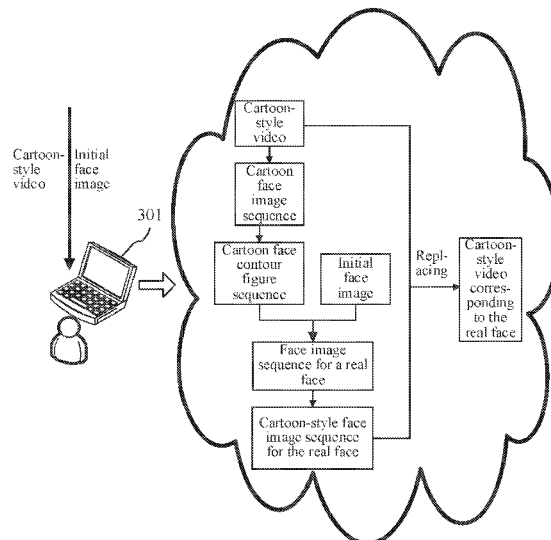 Cartoon-
style
video
Initial
face
image
301
Cartoon-style
video
Cartoon
face image
sequence
Cartoon face
contour
figure
sequence
Initial
face
image
Face image
sequence for a real
face
Cartoon-style face
image sequence
for the real face
Repl-
acing
Cartoon-
style
video
corres-
ponding
to the
real face